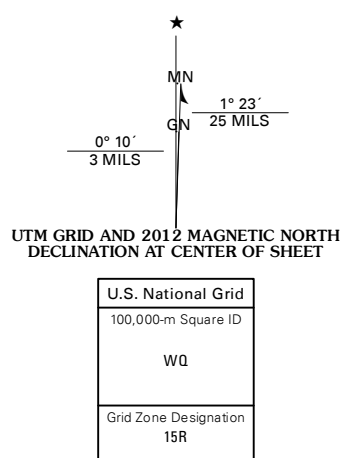 ★
MN
1° 23´
25 MILS
GN
0° 10´
3 MILS
UTM GRID AND 2012 MAGNETIC NORTH
DECLINATION AT CENTER OF SHEET
U.S. National Grid
100,000-m Square ID
WQ
Grid Zone Designation
15R